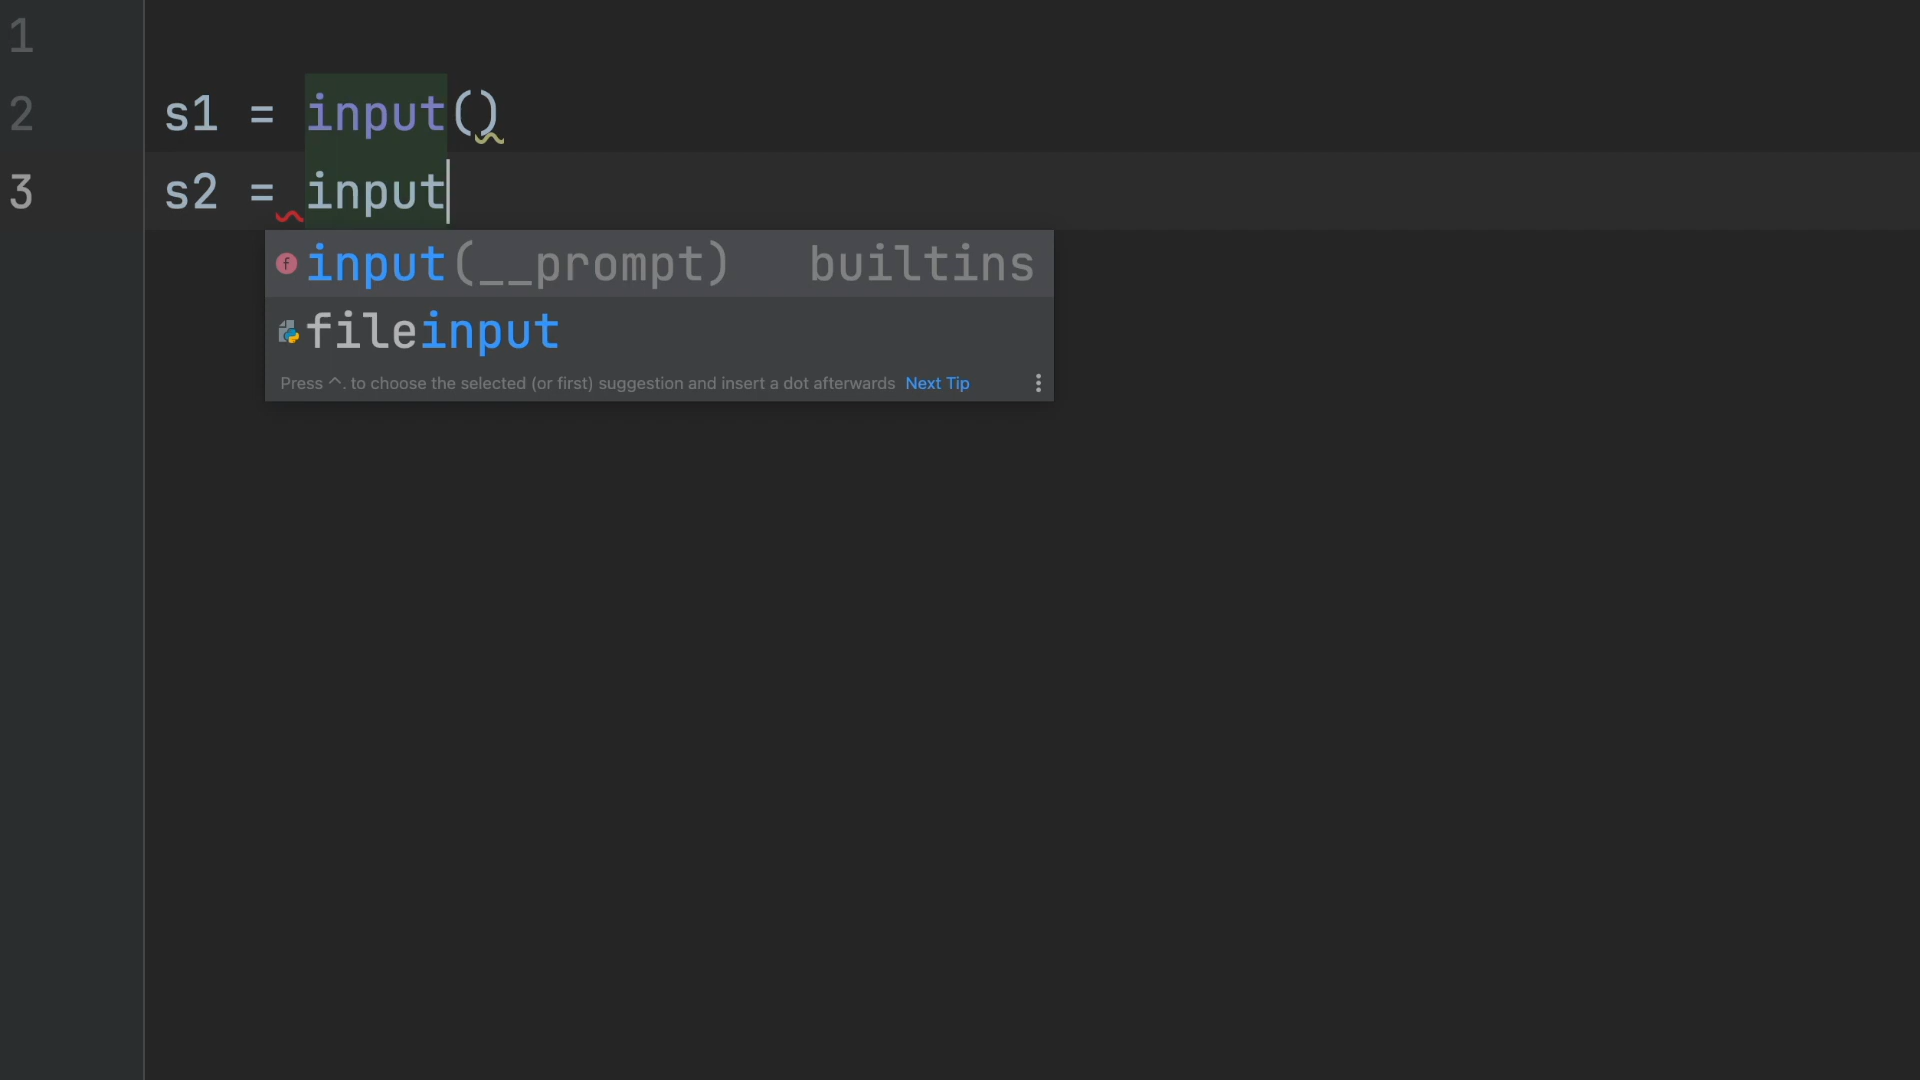 1
2 s1 = input()
3 s2 = input
input(__prompt) builtins
fileinput
Press ^. to choose the selected (or first) suggestion and insert a dot afterwards Next Tip